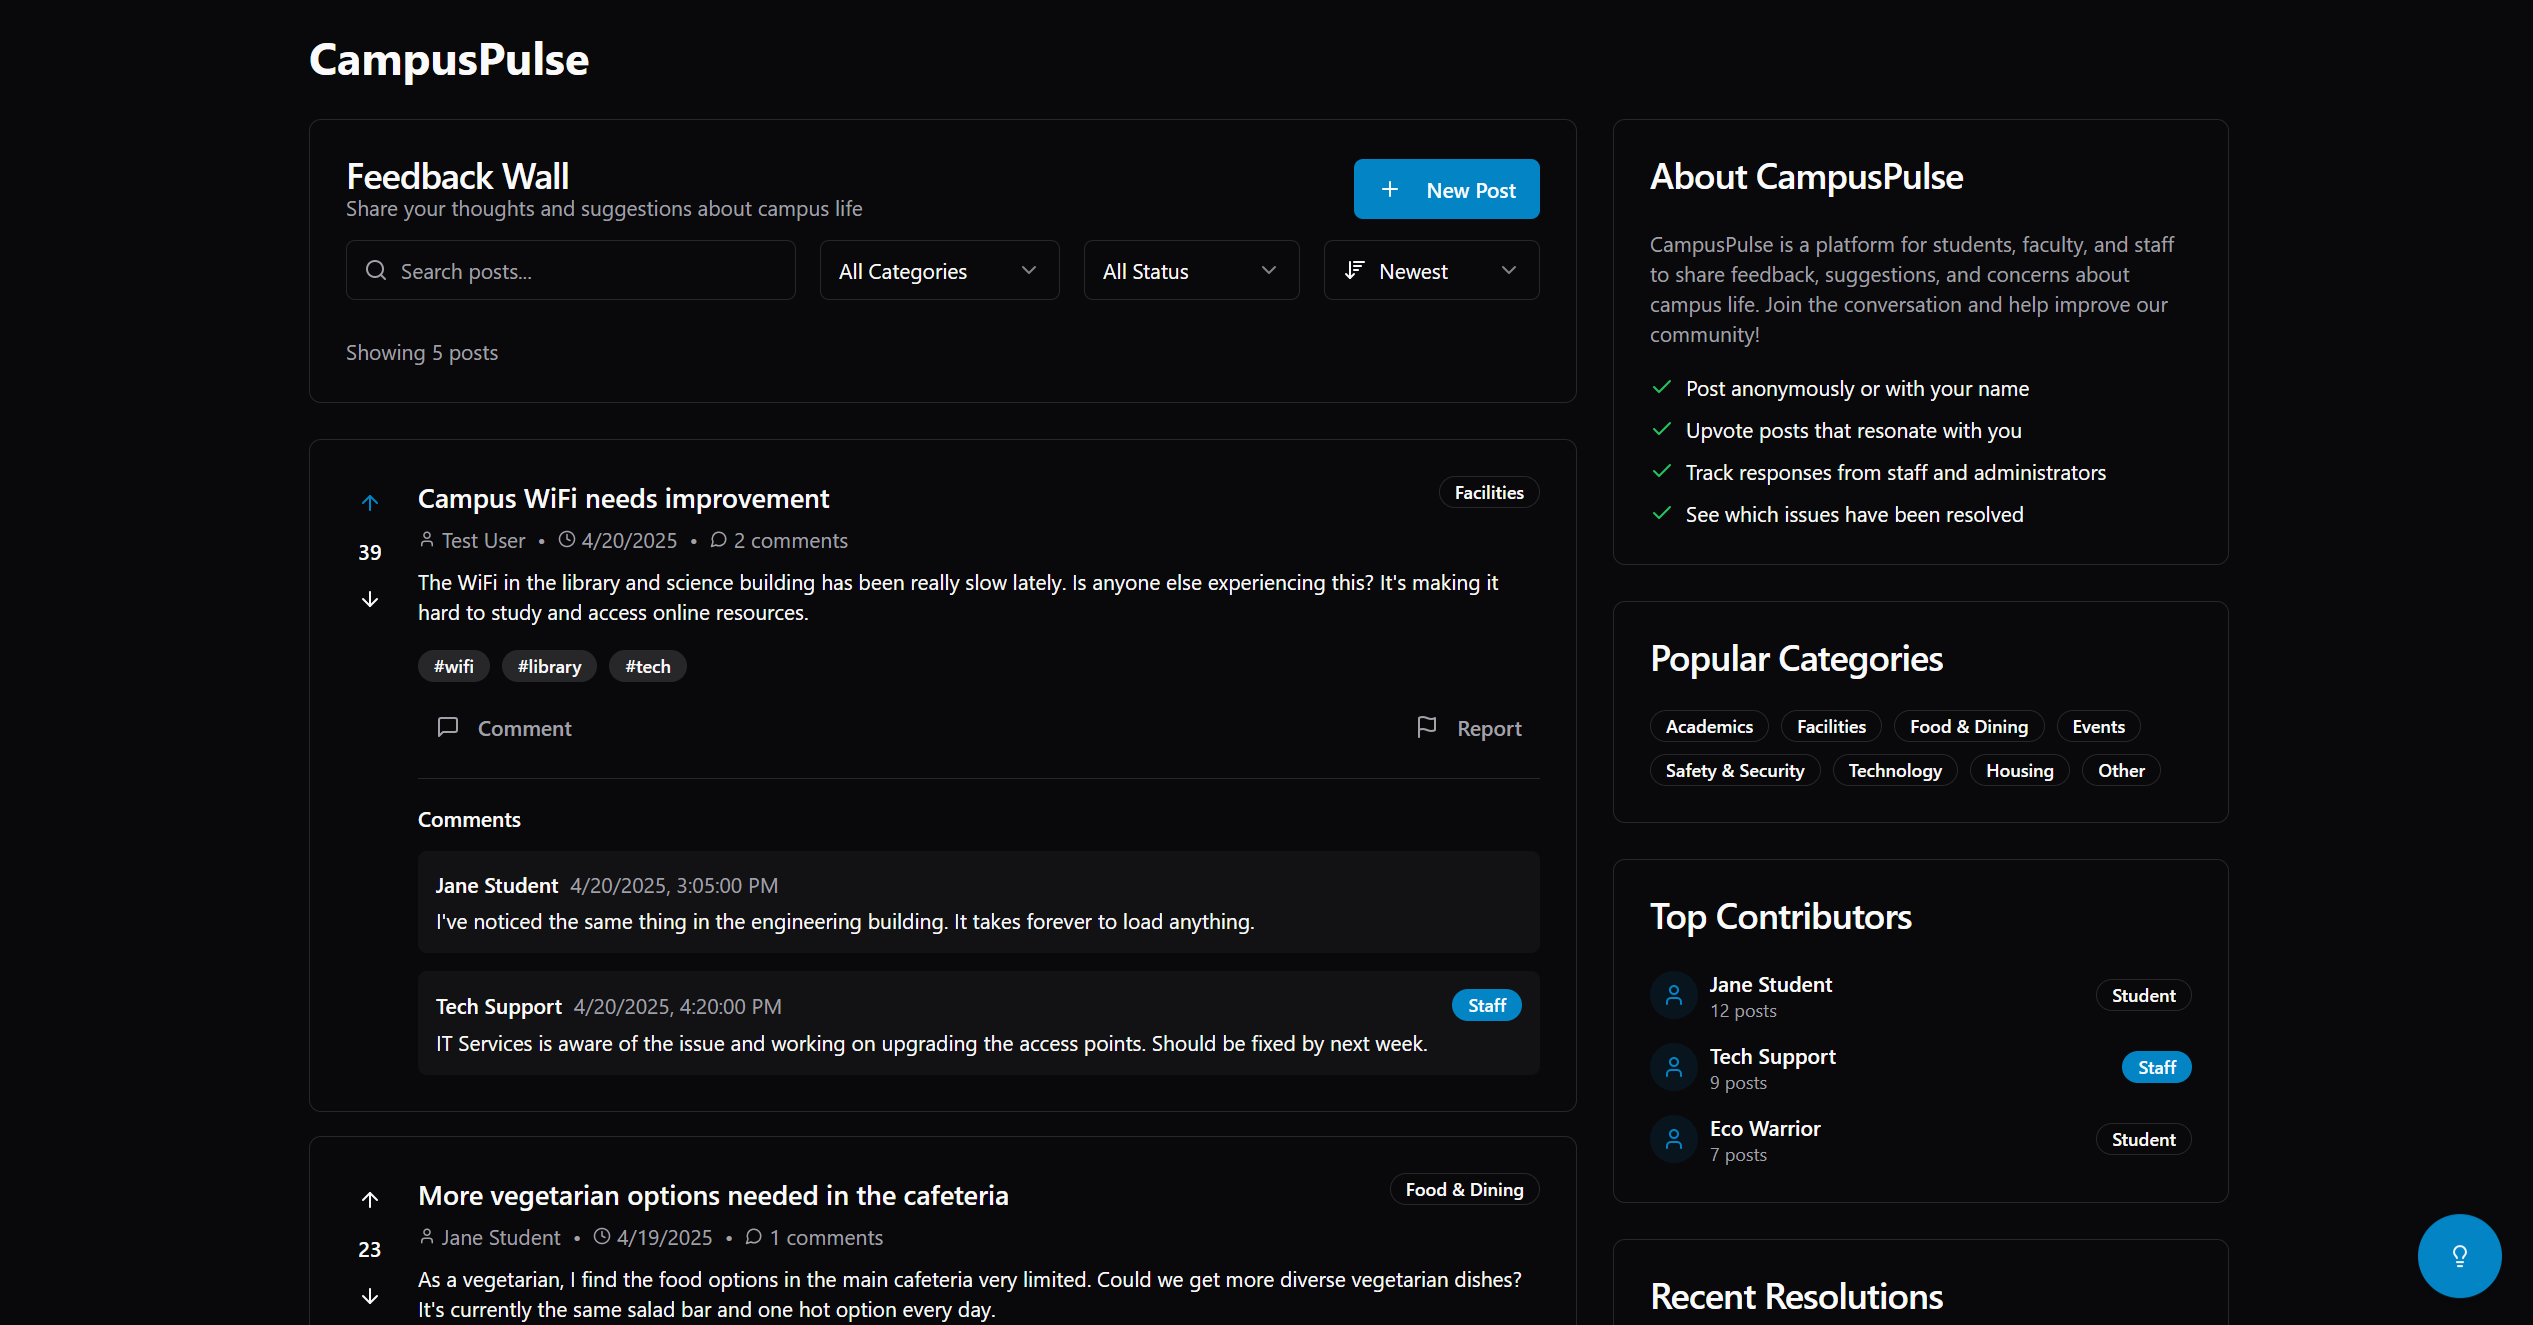 CampusPulse
Feedback Wall
Share your thoughts and suggestions about campus life
New Post
Search posts...
All Categories
All Status
Newest
Showing 5 posts
Campus WiFi needs improvement
Facilities
Test User • 4/20/2025 • 2 comments
39
The WiFi in the library and science building has been really slow lately. Is anyone else experiencing this? It's making it
hard to study and access online resources.
#wifi #library #tech
Comment
Report
Comments
Jane Student 4/20/2025, 3:05:00 PM
I've noticed the same thing in the engineering building. It takes forever to load anything.
Tech Support 4/20/2025, 4:20:00 PM
Staff
IT Services is aware of the issue and working on upgrading the access points. Should be fixed by next week.
More vegetarian options needed in the cafeteria
Food & Dining
Jane Student • 4/19/2025 • 1 comments
23
As a vegetarian, I find the food options in the main cafeteria very limited. Could we get more diverse vegetarian dishes?
It's currently the same salad bar and one hot option every day.
About CampusPulse
CampusPulse is a platform for students, faculty, and staff
to share feedback, suggestions, and concerns about
campus life. Join the conversation and help improve our
community!
Post anonymously or with your name
Upvote posts that resonate with you
Track responses from staff and administrators
See which issues have been resolved
Popular Categories
Academics Facilities Food & Dining Events
Safety & Security Technology Housing Other
Top Contributors
Jane Student
12 posts
Student
Tech Support
9 posts
Staff
Eco Warrior
7 posts
Student
Recent Resolutions